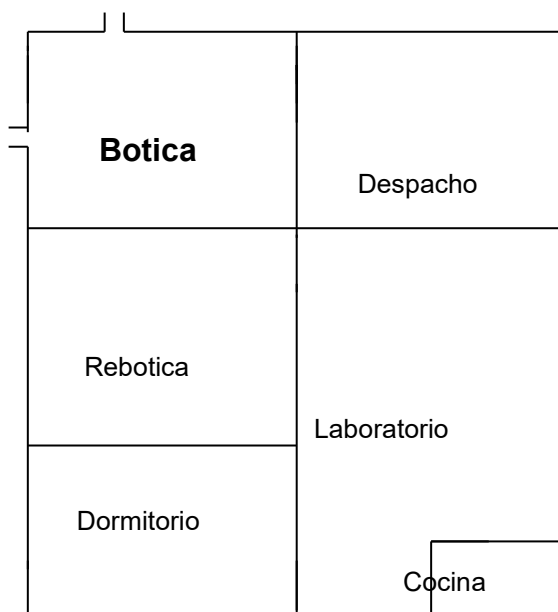 Botica
Despacho
Rebotica
Laboratorio
Dormitorio
Cocina